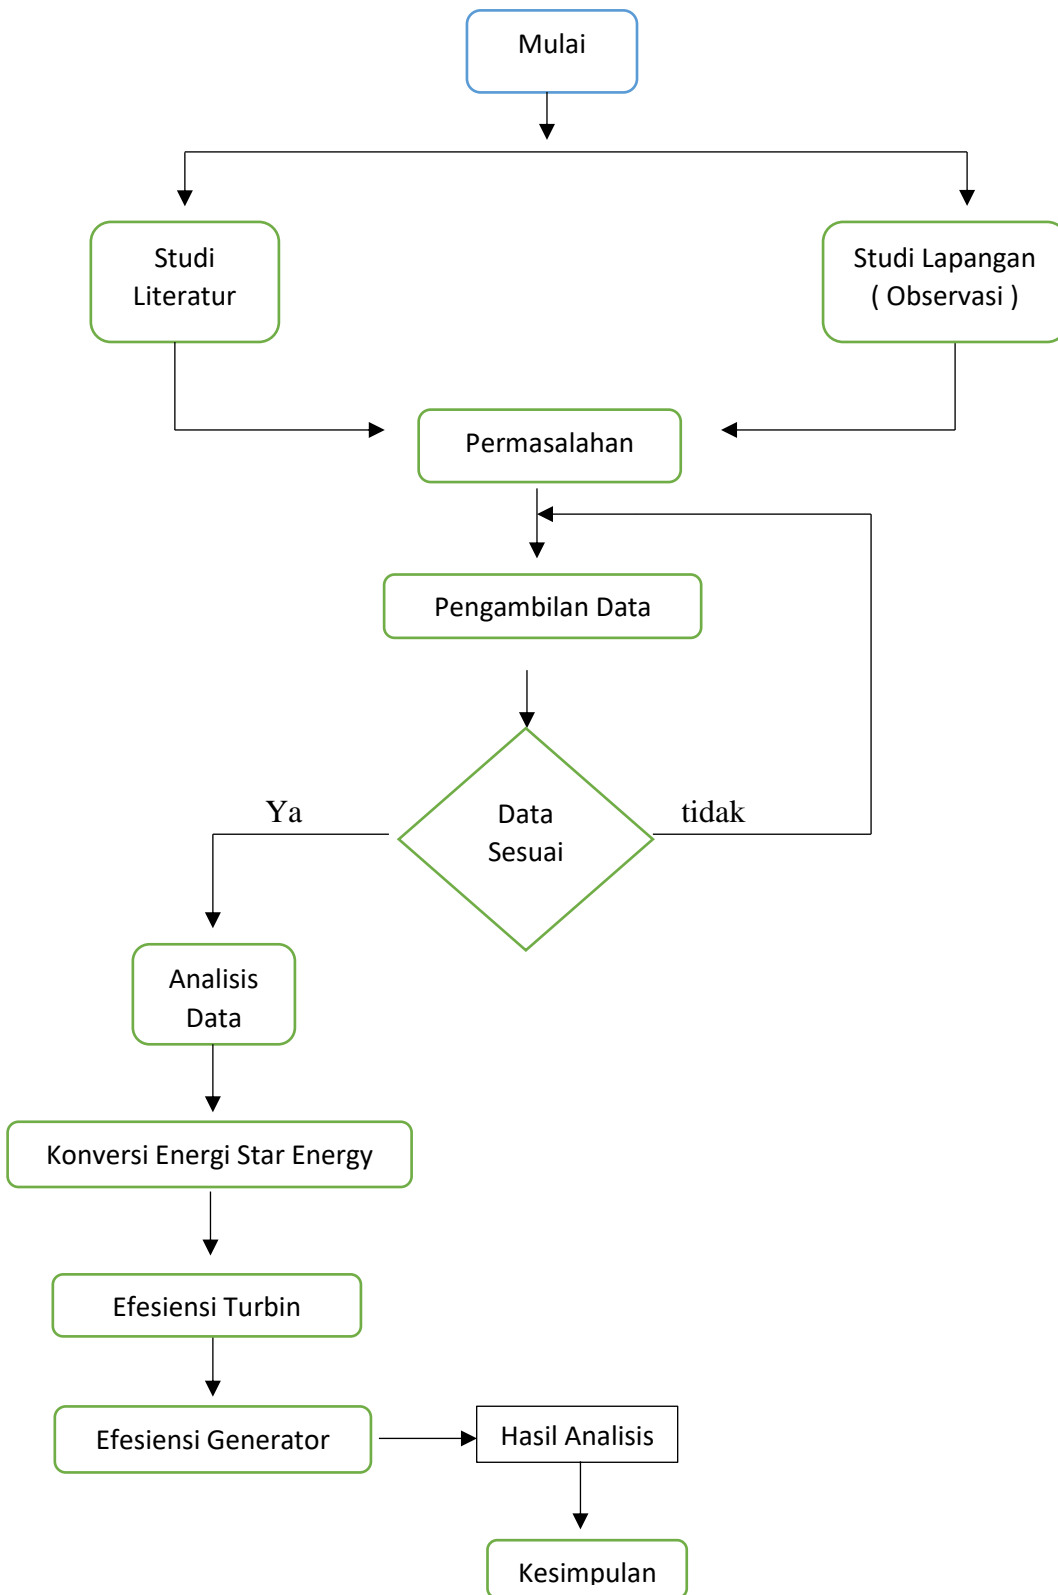 Mulai
Studi
Literatur
Studi Lapangan
( Observasi )
Permasalahan
Pengambilan Data
Data
Sesuai
Ya
tidak
Analisis
Data
Konversi Energi Star Energy
Efesiensi Turbin
Efesiensi Generator
Hasil Analisis
Kesimpulan